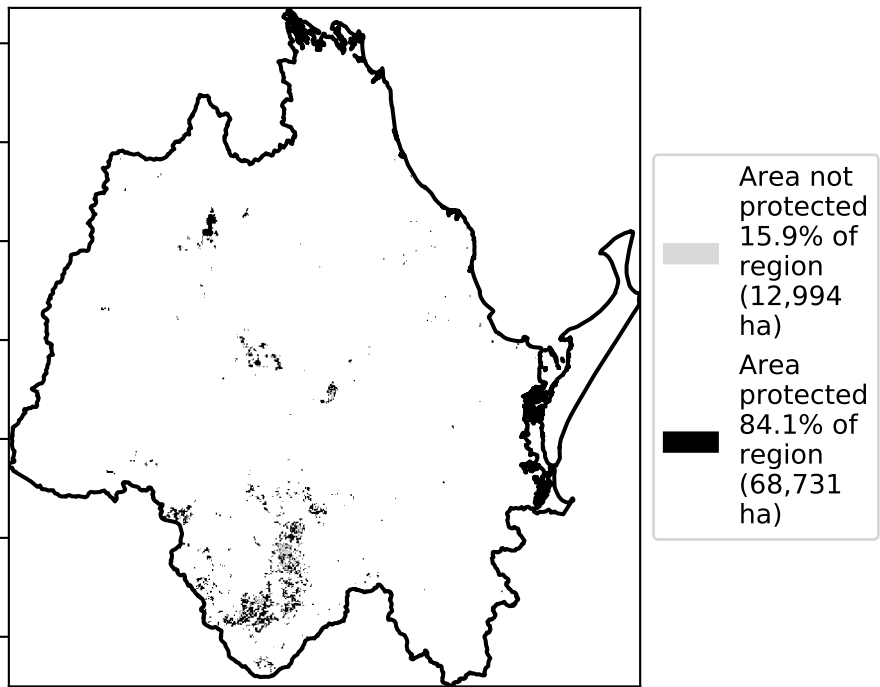 Area not
protected
15.9% of
region
(12,994
ha)
Area
protected
84.1% of
region
(68,731
ha)